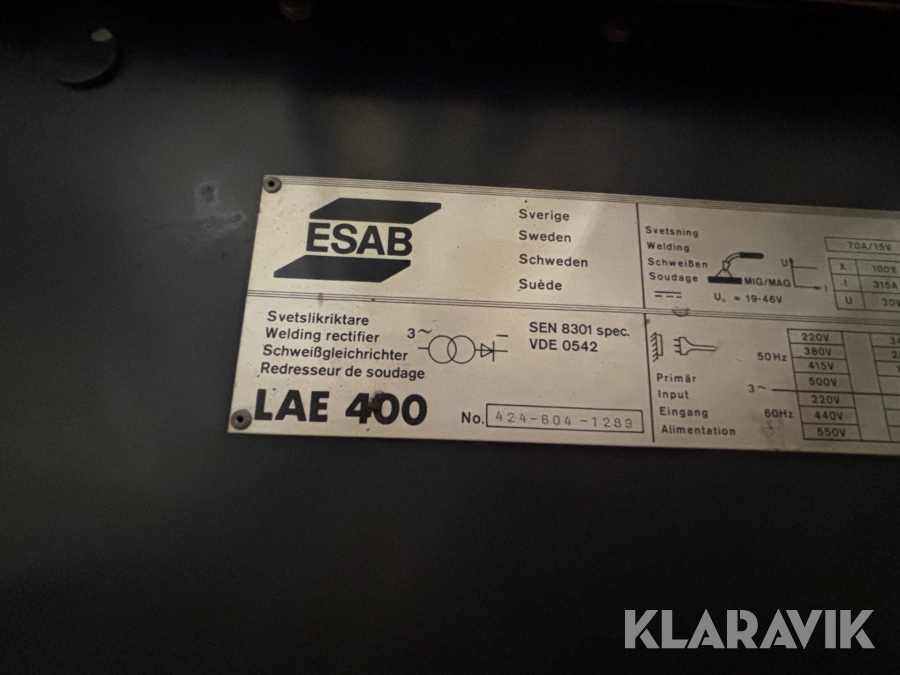 ESAB
Sverige
Sweden
Schweden
Suède
Svetsning
Welding
Schweißen
Soudage
MIG/MAG
U₀ = 19-46V
U
I
70A/15V
X 100%
I 315A
U 30V
Svetslikriktare
Welding rectifier
Schweißgleichrichter
Redresseur de soudage
3~
SEN 8301 spec.
VDE 0542
LAE 400
No. 424-604-1289
Primär
Input
Eingang
Alimentation
3~
50Hz
220V
380V
415V
500V
60Hz
220V
440V
550V
KLARAVIK